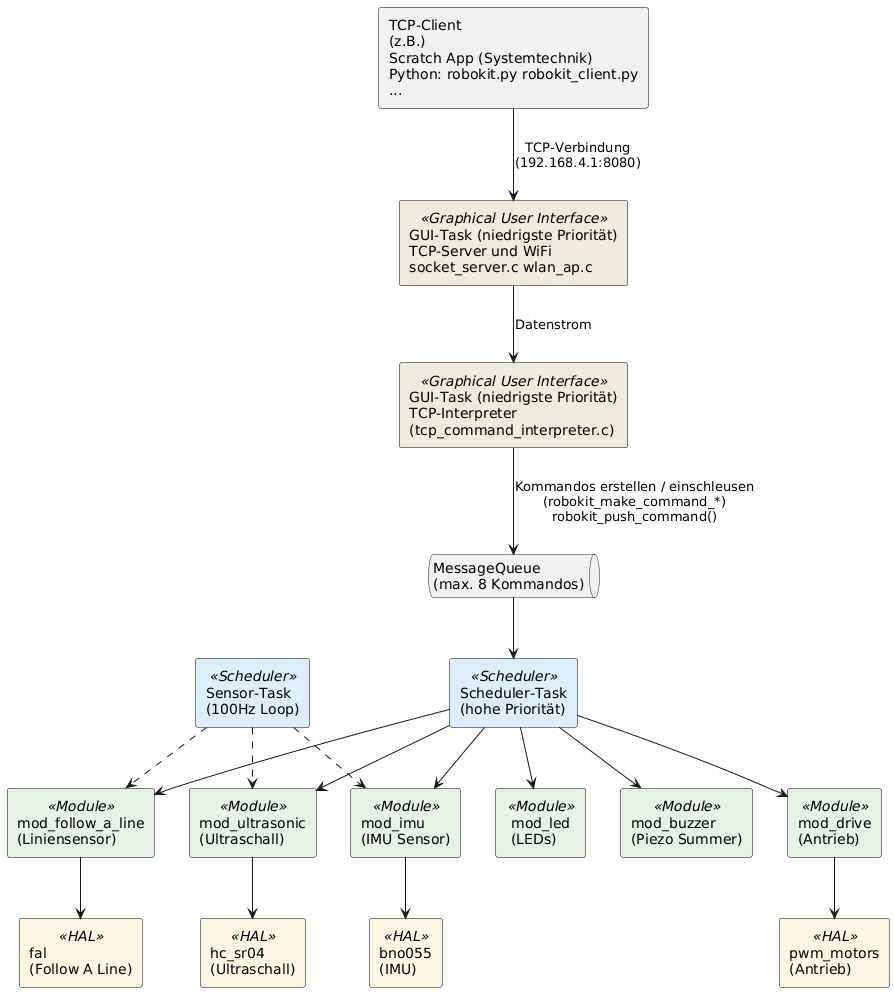 TCP-Client
(z.B.)
Scratch App (Systemtechnik)
Python: robokit.py robokit_client.py
...
TCP-Verbindung
(192.168.4.1:8080)
«Graphical User Interface»
GUI-Task (niedrigste Priorität)
TCP-Server und WiFi
socket_server.c wlan_ap.c
Datenstrom
«Graphical User Interface»
GUI-Task (niedrigste Priorität)
TCP-Interpreter
(tcp_command_interpreter.c)
Kommandos erstellen / einschleusen
(robokit_make_command_*)
robokit_push_command()
MessageQueue
(max. 8 Kommandos)
«Scheduler»
Sensor-Task
(100Hz Loop)
«Scheduler»
Scheduler-Task
(hohe Priorität)
«Module»
mod_follow_a_line
(Liniensensor)
«Module»
mod_ultrasonic
(Ultraschall)
«Module»
mod_imu
(IMU Sensor)
«Module»
mod_led
(LEDs)
«Module»
mod_buzzer
(Piezo Summer)
«Module»
mod_drive
(Antrieb)
«HAL»
fal
(Follow A Line)
«HAL»
hc_sr04
(Ultraschall)
«HAL»
bno055
(IMU)
«HAL»
pwm_motors
(Antrieb)